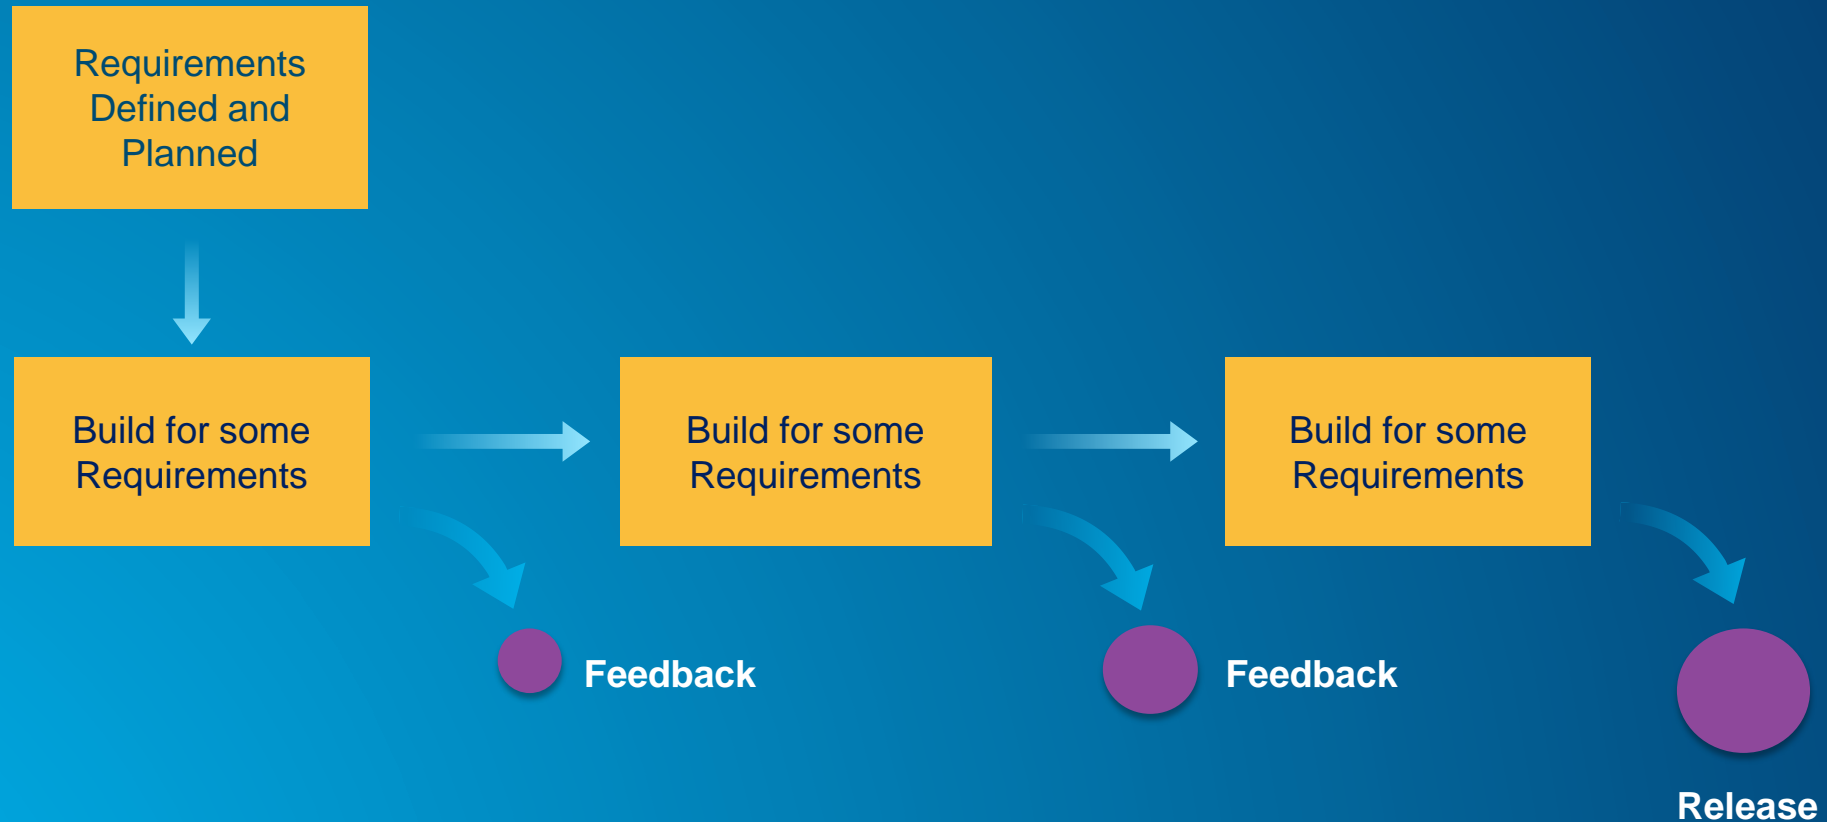 Requirements
Defined and
Planned
Build for some
Requirements
Build for some
Requirements
Build for some
Requirements
Feedback
Feedback
Release